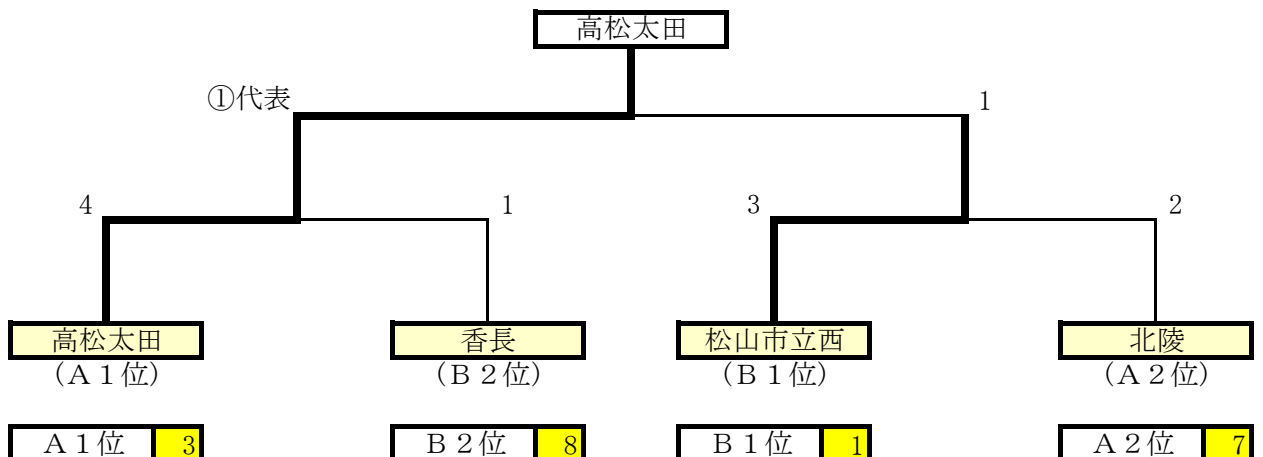 高松太田
①代表 1
4 1 3 2
高松太田 香長 松山市立西 北陵
(A1位) (B2位) (B1位) (A2位)
A1位 3 B2位 8 B1位 1 A2位 7